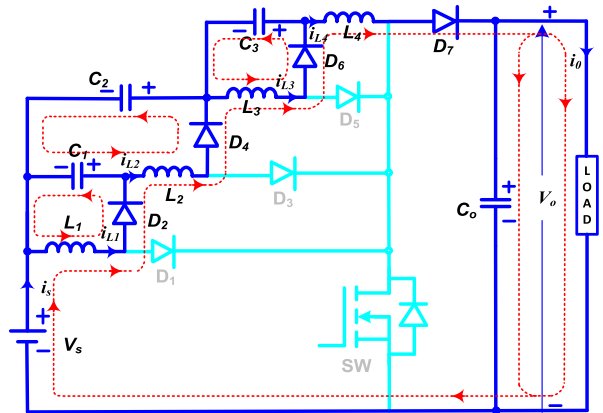 +
− C3 + iL4 L4 D7
C2 − + D6 i0
iL3
L3 D5
C1 − + iL2 D4
L2 D3
Co + − Vo LOAD
L1 iL1 D2
D1
is
+ − Vs SW
−